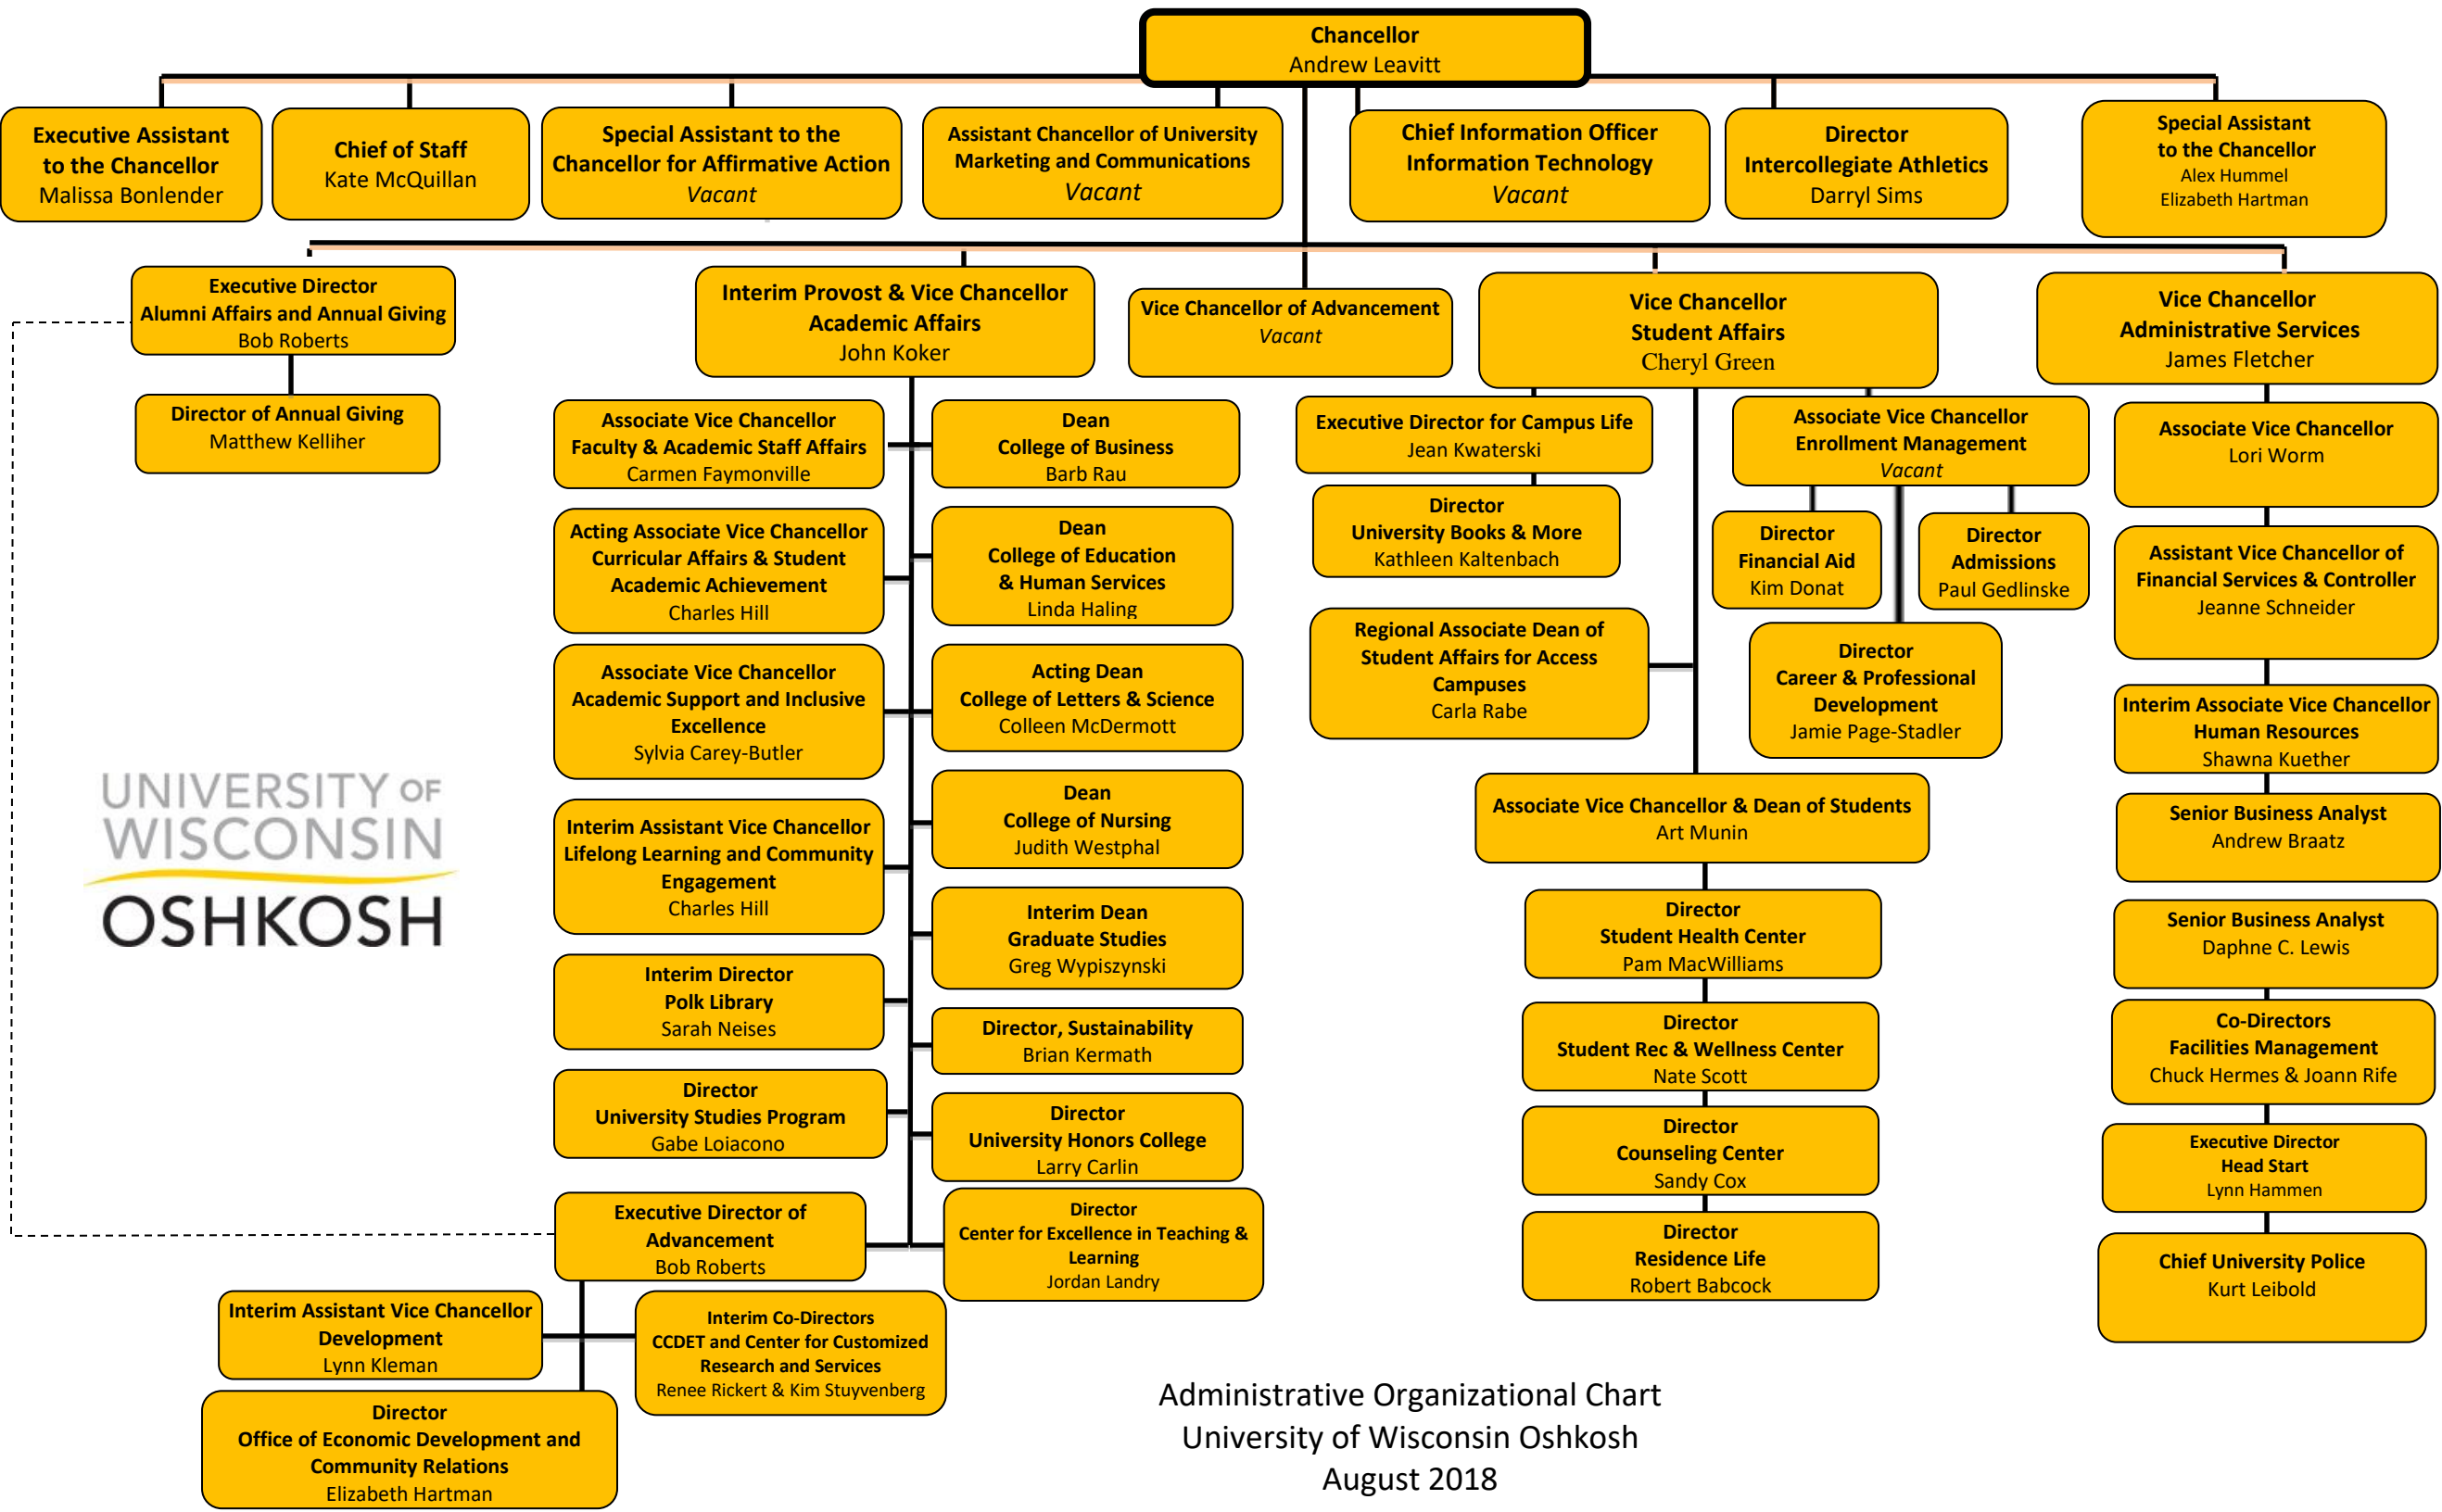 Chancellor
Andrew Leavitt
Executive Assistant
to the Chancellor
Malissa Bonlender
Chief of Staff
Kate McQuillan
Special Assistant to the
Chancellor for Affirmative Action
Vacant
Assistant Chancellor of University
Marketing and Communications
Vacant
Chief Information Officer
Information Technology
Vacant
Director
Intercollegiate Athletics
Darryl Sims
Special Assistant
to the Chancellor
Alex Hummel
Elizabeth Hartman
Executive Director
Alumni Affairs and Annual Giving
Bob Roberts
Director of Annual Giving
Matthew Kelliher
Interim Provost & Vice Chancellor
Academic Affairs
John Koker
Vice Chancellor of Advancement
Vacant
Vice Chancellor
Student Affairs
Cheryl Green
Vice Chancellor
Administrative Services
James Fletcher
Associate Vice Chancellor
Faculty & Academic Staff Affairs
Carmen Faymonville
Dean
College of Business
Barb Rau
Acting Associate Vice Chancellor
Curricular Affairs & Student
Academic Achievement
Charles Hill
Dean
College of Education
& Human Services
Linda Haling
Associate Vice Chancellor
Academic Support and Inclusive
Excellence
Sylvia Carey-Butler
Acting Dean
College of Letters & Science
Colleen McDermott
Interim Assistant Vice Chancellor
Lifelong Learning and Community
Engagement
Charles Hill
Dean
College of Nursing
Judith Westphal
Interim Dean
Graduate Studies
Greg Wypiszynski
Interim Director
Polk Library
Sarah Neises
Director, Sustainability
Brian Kermath
Director
University Studies Program
Gabe Loiacono
Director
University Honors College
Larry Carlin
Executive Director of
Advancement
Bob Roberts
Director
Center for Excellence in Teaching &
Learning
Jordan Landry
Interim Assistant Vice Chancellor
Development
Lynn Kleman
Interim Co-Directors
CCDET and Center for Customized
Research and Services
Renee Rickert & Kim Stuyvenberg
Director
Office of Economic Development and
Community Relations
Elizabeth Hartman
Executive Director for Campus Life
Jean Kwaterski
Director
University Books & More
Kathleen Kaltenbach
Regional Associate Dean of
Student Affairs for Access
Campuses
Carla Rabe
Associate Vice Chancellor
Enrollment Management
Vacant
Director
Financial Aid
Kim Donat
Director
Admissions
Paul Gedlinske
Director
Career & Professional
Development
Jamie Page-Stadler
Associate Vice Chancellor & Dean of Students
Art Munin
Director
Student Health Center
Pam MacWilliams
Director
Student Rec & Wellness Center
Nate Scott
Director
Counseling Center
Sandy Cox
Director
Residence Life
Robert Babcock
Associate Vice Chancellor
Lori Worm
Assistant Vice Chancellor of
Financial Services & Controller
Jeanne Schneider
Interim Associate Vice Chancellor
Human Resources
Shawna Kuether
Senior Business Analyst
Andrew Braatz
Senior Business Analyst
Daphne C. Lewis
Co-Directors
Facilities Management
Chuck Hermes & Joann Rife
Executive Director
Head Start
Lynn Hammen
Chief University Police
Kurt Leibold
UNIVERSITY OF
WISCONSIN
OSHKOSH
Administrative Organizational Chart
University of Wisconsin Oshkosh
August 2018